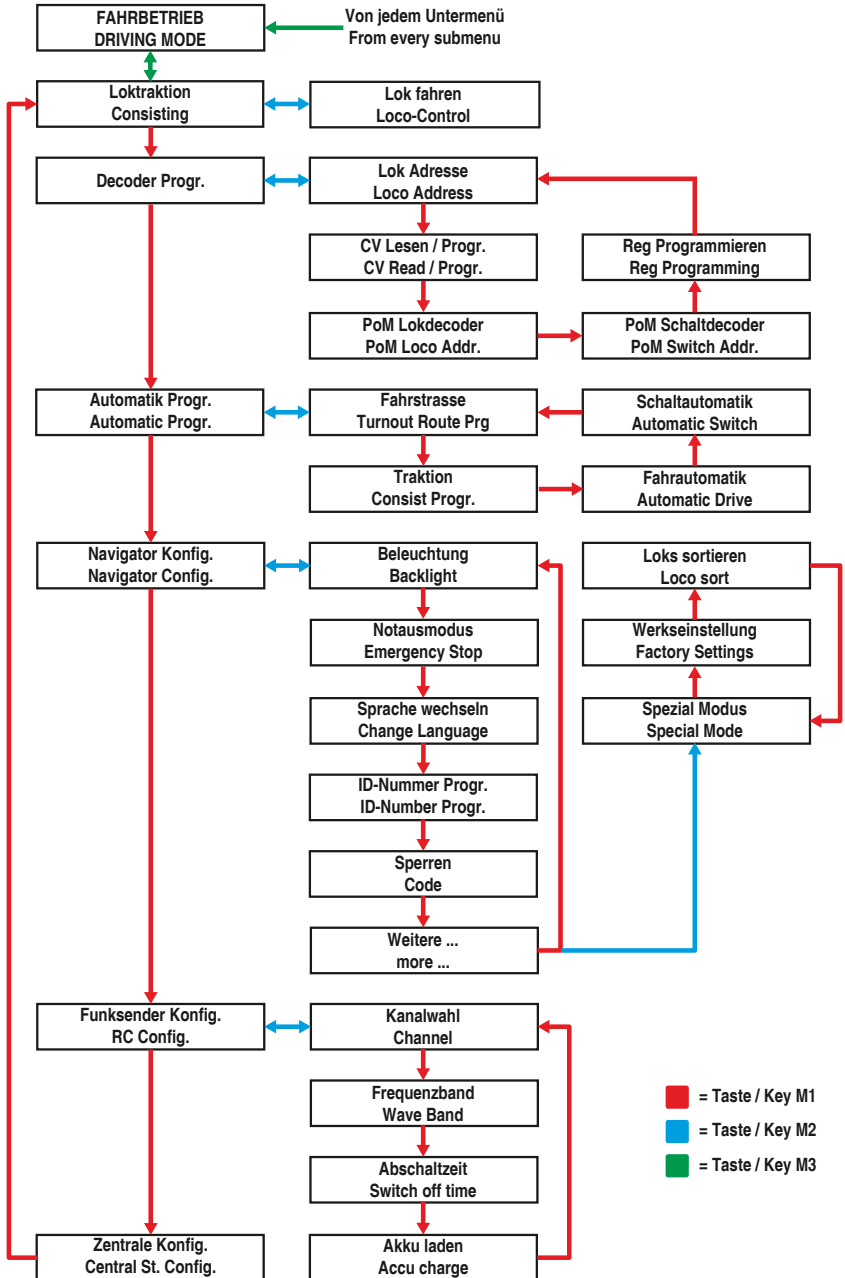 FAHRBETRIEB
DRIVING MODE
Von jedem Untermenü
From every submenu
Loktraktion
Consisting
Lok fahren
Loco-Control
Decoder Progr.
Lok Adresse
Loco Address
CV Lesen / Progr.
CV Read / Progr.
Reg Programmieren
Reg Programming
PoM Lokdecoder
PoM Loco Addr.
PoM Schaltdecoder
PoM Switch Addr.
Automatik Progr.
Automatic Progr.
Fahrstrasse
Turnout Route Prg
Schaltautomatik
Automatic Switch
Traktion
Consist Progr.
Fahrautomatik
Automatic Drive
Navigator Konfig.
Navigator Config.
Beleuchtung
Backlight
Loks sortieren
Loco sort
Notausmodus
Emergency Stop
Werkseinstellung
Factory Settings
Sprache wechseln
Change Language
Spezial Modus
Special Mode
ID-Nummer Progr.
ID-Number Progr.
Sperren
Code
Weitere ...
more ...
Funksender Konfig.
RC Config.
Kanalwahl
Channel
Frequenzband
Wave Band
= Taste / Key M1
= Taste / Key M2
= Taste / Key M3
Abschaltzeit
Switch off time
Zentrale Konfig.
Central St. Config.
Akku laden
Accu charge